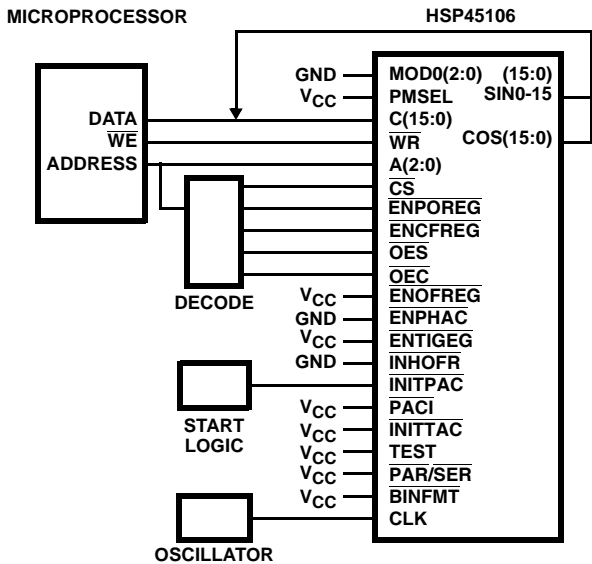 MICROPROCESSOR HSP45106
GND MOD0(2:0) (15:0)
VCC PMSEL SIN0-15
DATA C(15:0)
WE WR COS(15:0)
ADDRESS A(2:0)
CS
ENPOREG
ENCFREG
OES
OEC
DECODE
VCC ENOFREG
GND ENPHAC
VCC ENTIGEG
GND INHOFR
INITPAC
START
LOGIC
VCC PACI
VCC INITTAC
VCC TEST
VCC PAR/SER
VCC BINFMT
CLK
OSCILLATOR